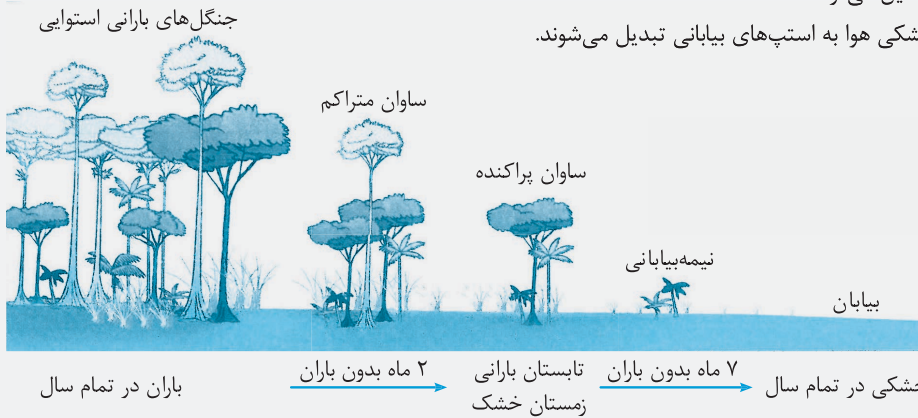 هوا به استپ‌های بیابانی تبدیل می‌شوند.
جنگل‌های بارانی استوایی
ساوان متراکم
ساوان پراکنده
نیمه‌بیابانی
بیابان
باران در تمام سال
۲ ماه بدون باران
تابستان بارانی
زمستان خشک
۷ ماه بدون باران
خشکی در تمام سال